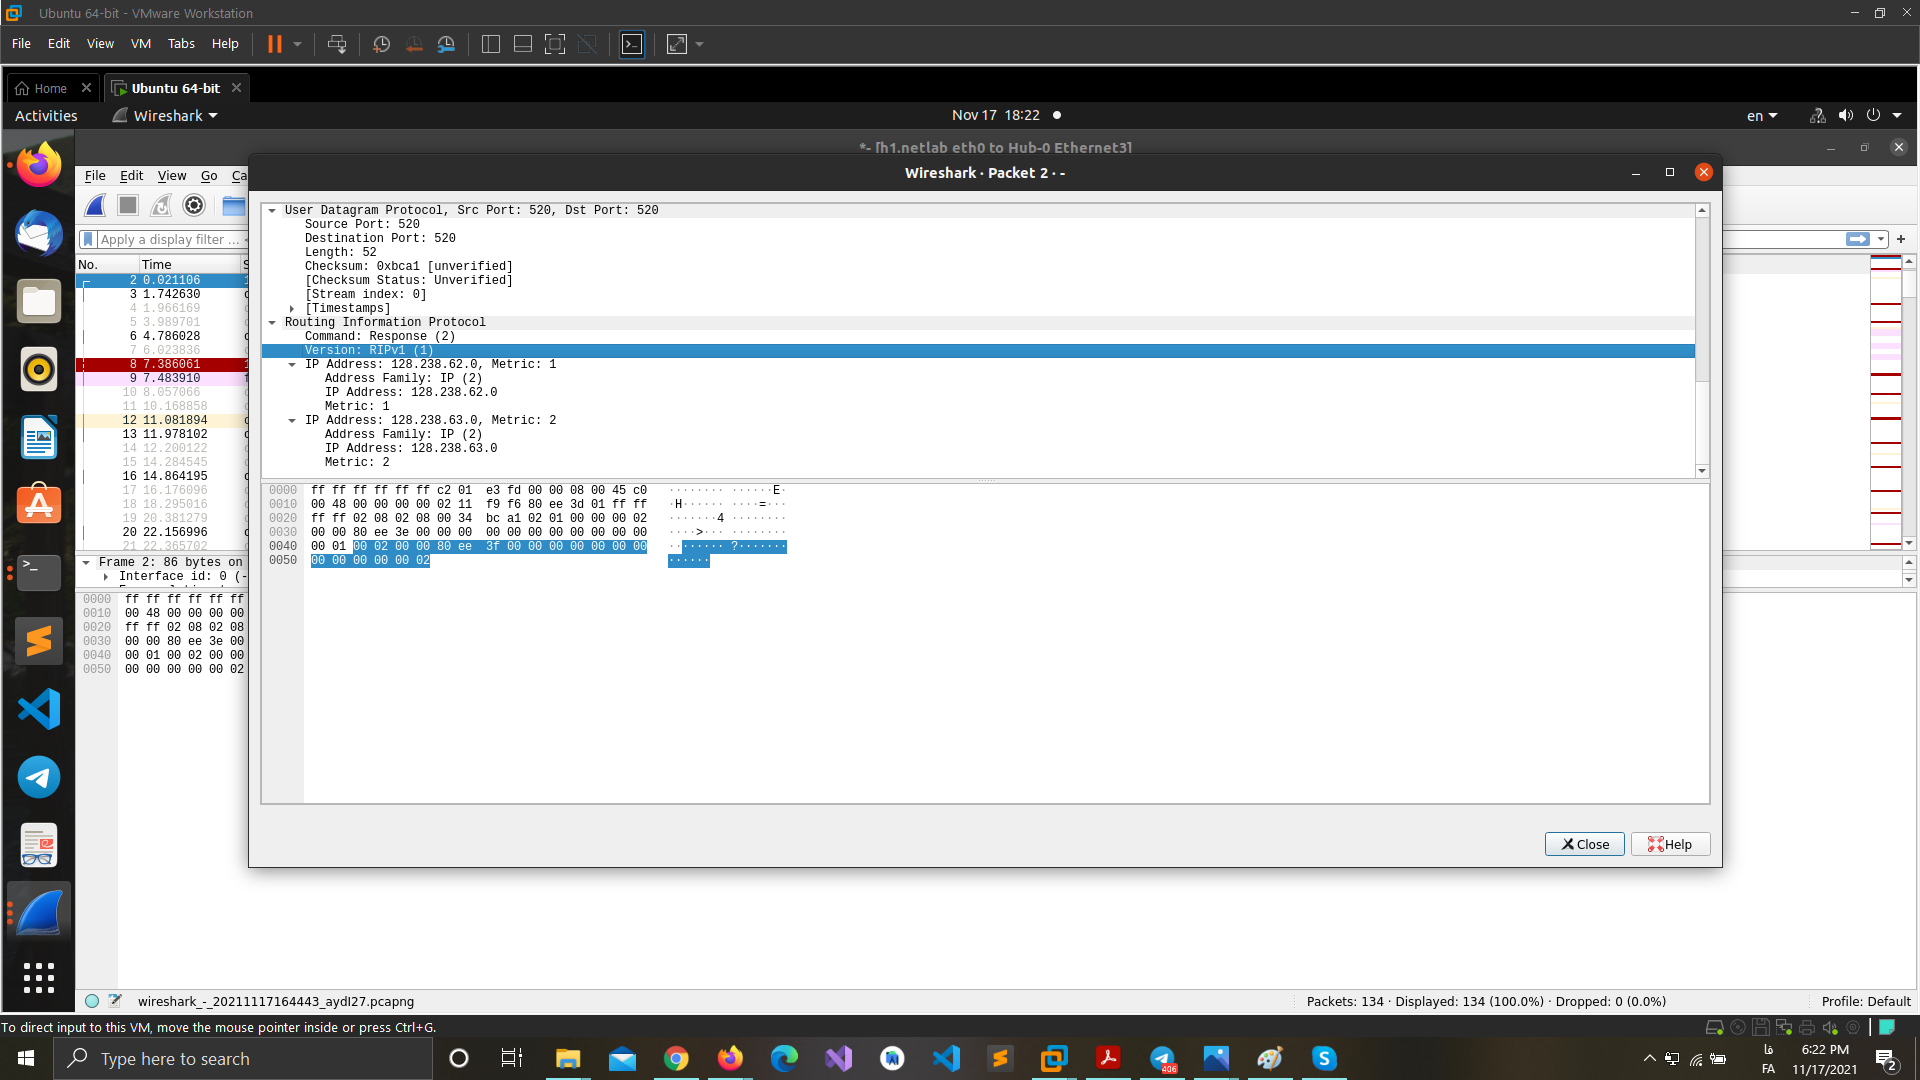 Ubuntu 64-bit - VMware Workstation
File Edit View VM Tabs Help
Home
Ubuntu 64-bit
Activities
Wireshark
Nov 17 18:22
en
*- [h1.netlab eth0 to Hub-0 Ethernet3]
File Edit View Go Ca
Wireshark · Packet 2 · -
Apply a display filter ...
No. Time S
2 0.021106 1
3 1.742630
4 1.966169
5 3.989701
6 4.786028
7 6.023836
8 7.386061 1
9 7.483910
10 8.057066
11 10.168858
12 11.081894
13 11.978102
14 12.200122
15 14.284545
16 14.864195
17 16.176096
18 18.295016
19 20.381279
20 22.156996
21 22.365702
User Datagram Protocol, Src Port: 520, Dst Port: 520
Source Port: 520
Destination Port: 520
Length: 52
Checksum: 0xbca1 [unverified]
[Checksum Status: Unverified]
[Stream index: 0]
[Timestamps]
Routing Information Protocol
Command: Response (2)
Version: RIPv1 (1)
IP Address: 128.238.62.0, Metric: 1
Address Family: IP (2)
IP Address: 128.238.62.0
Metric: 1
IP Address: 128.238.63.0, Metric: 2
Address Family: IP (2)
IP Address: 128.238.63.0
Metric: 2
0000 ff ff ff ff ff ff c2 01 e3 fd 00 00 08 00 45 c0 ········ ······E·
0010 00 48 00 00 00 00 02 11 f9 f6 80 ee 3d 01 ff ff ·H······ ····=···
0020 ff ff 02 08 02 08 00 34 bc a1 02 01 00 00 00 02 ·······4 ········
0030 00 00 80 ee 3e 00 00 00 00 00 00 00 00 00 00 00 ····>··· ········
0040 00 01 00 02 00 00 80 ee 3f 00 00 00 00 00 00 00 ········ ?·······
0050 00 00 00 00 00 02 ······
Frame 2: 86 bytes on
Interface id: 0 (-
0000 ff ff ff ff ff ff
0010 00 48 00 00 00 00
0020 ff ff 02 08 02 08
0030 00 00 80 ee 3e 00
0040 00 01 00 02 00 00
0050 00 00 00 00 00 02
Close
Help
wireshark_-_20211117164443_aydI27.pcapng
Packets: 134 · Displayed: 134 (100.0%) · Dropped: 0 (0.0%)
Profile: Default
To direct input to this VM, move the mouse pointer inside or press Ctrl+G.
Type here to search
406
فا
FA
6:22 PM
11/17/2021
2